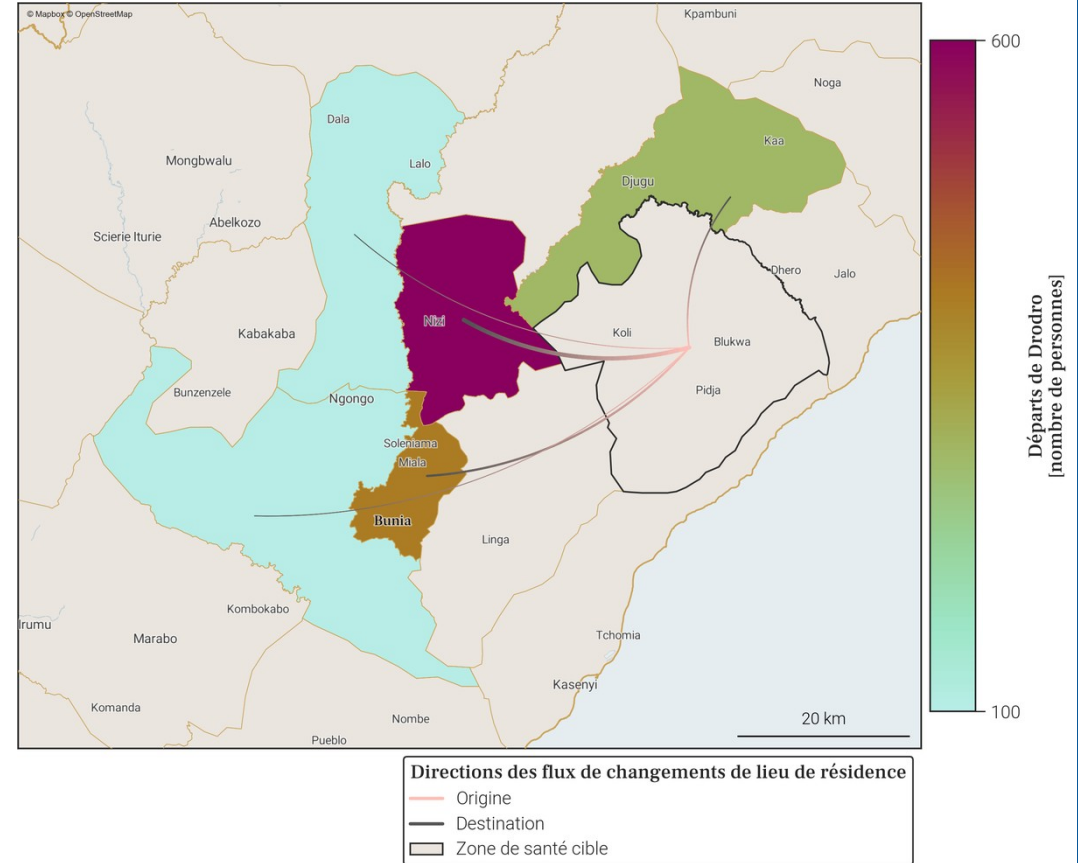 © Mapbox © OpenStreetMap
Kpambuni
600
Noga
Dala
Kaa
Mongbwalu
Lalo
Djugu
Abelkozo
Scierie Iturie
Dhero
Jalo
Nizi
Koli
Kabakaba
Blukwa
Bunzenzele
Pidja
Ngongo
Soleniama
Miala
Bunia
Linga
Kombokabo
Irumu
Marabo
Tchomia
Kasenyi
Komanda
Nombe
20 km
100
Pueblo
Départs de Drodro
[nombre de personnes]
Directions des flux de changements de lieu de résidence
Origine
Destination
Zone de santé cible